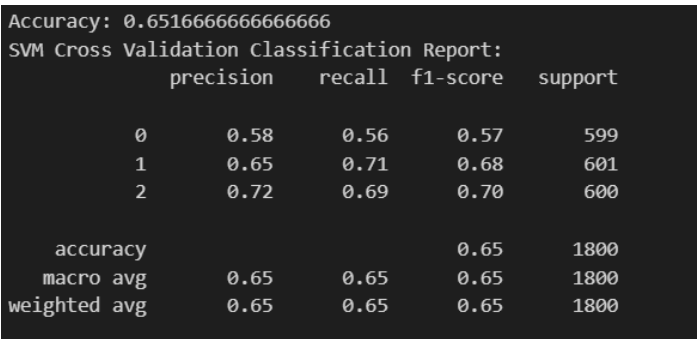 Accuracy: 0.6516666666666666
SVM Cross Validation Classification Report:
precision recall f1-score support
0 0.58 0.56 0.57 599
1 0.65 0.71 0.68 601
2 0.72 0.69 0.70 600
accuracy 0.65 1800
macro avg 0.65 0.65 0.65 1800
weighted avg 0.65 0.65 0.65 1800